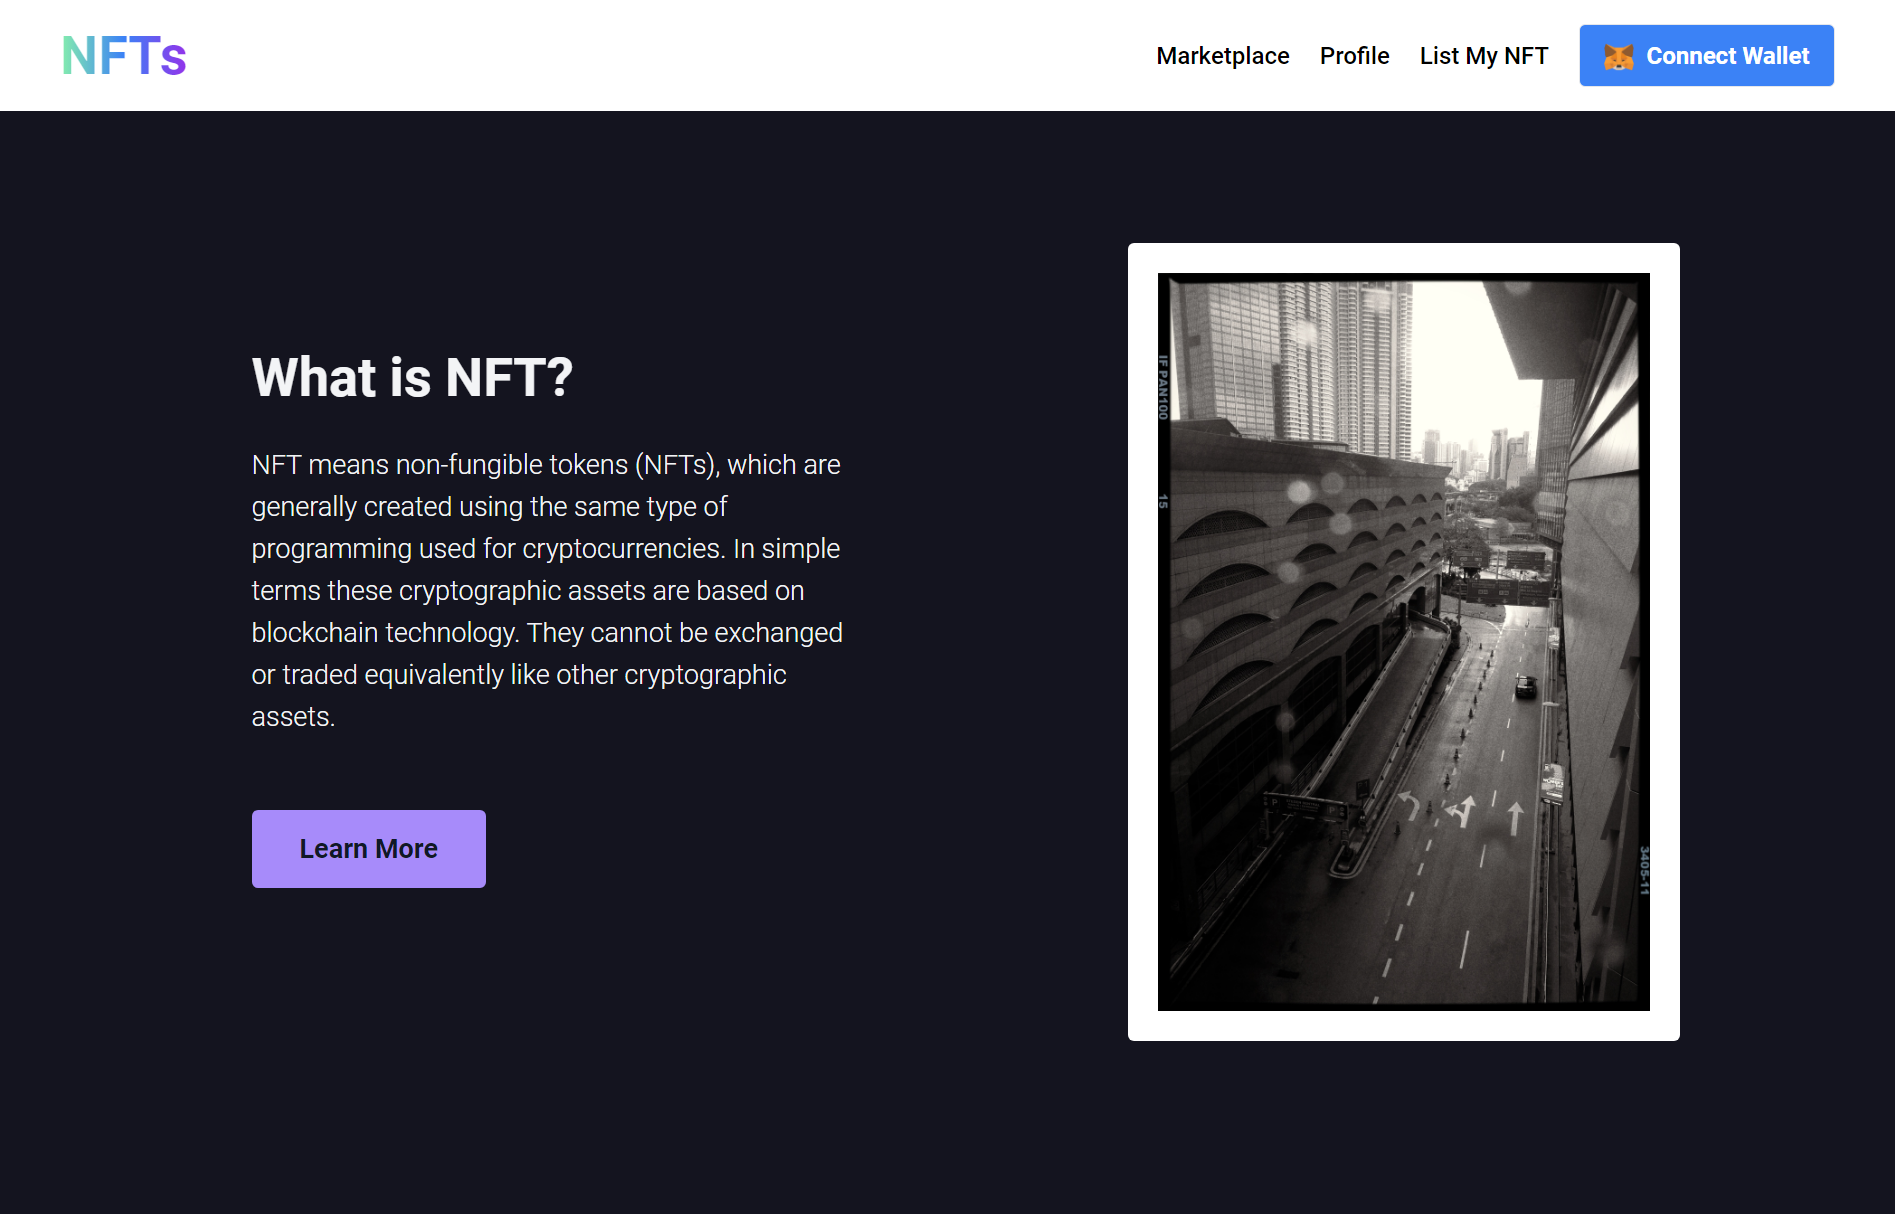 NFTs
Marketplace
Profile
List My NFT
Connect Wallet
What is NFT?
NFT means non-fungible tokens (NFTs), which are
generally created using the same type of
programming used for cryptocurrencies. In simple
terms these cryptographic assets are based on
blockchain technology. They cannot be exchanged
or traded equivalently like other cryptographic
assets.
Learn More
IF PAN100
15
3405-11